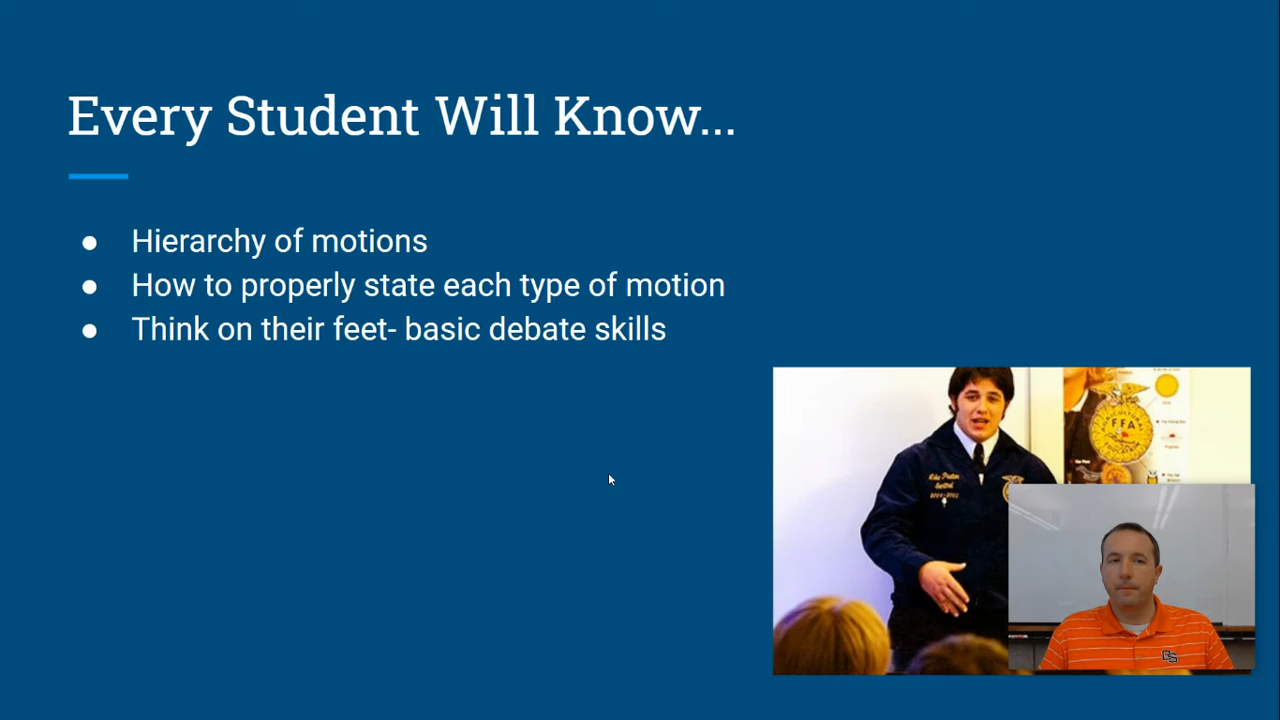 Every Student Will Know...
● Hierarchy of motions
● How to properly state each type of motion
● Think on their feet- basic debate skills
FFA